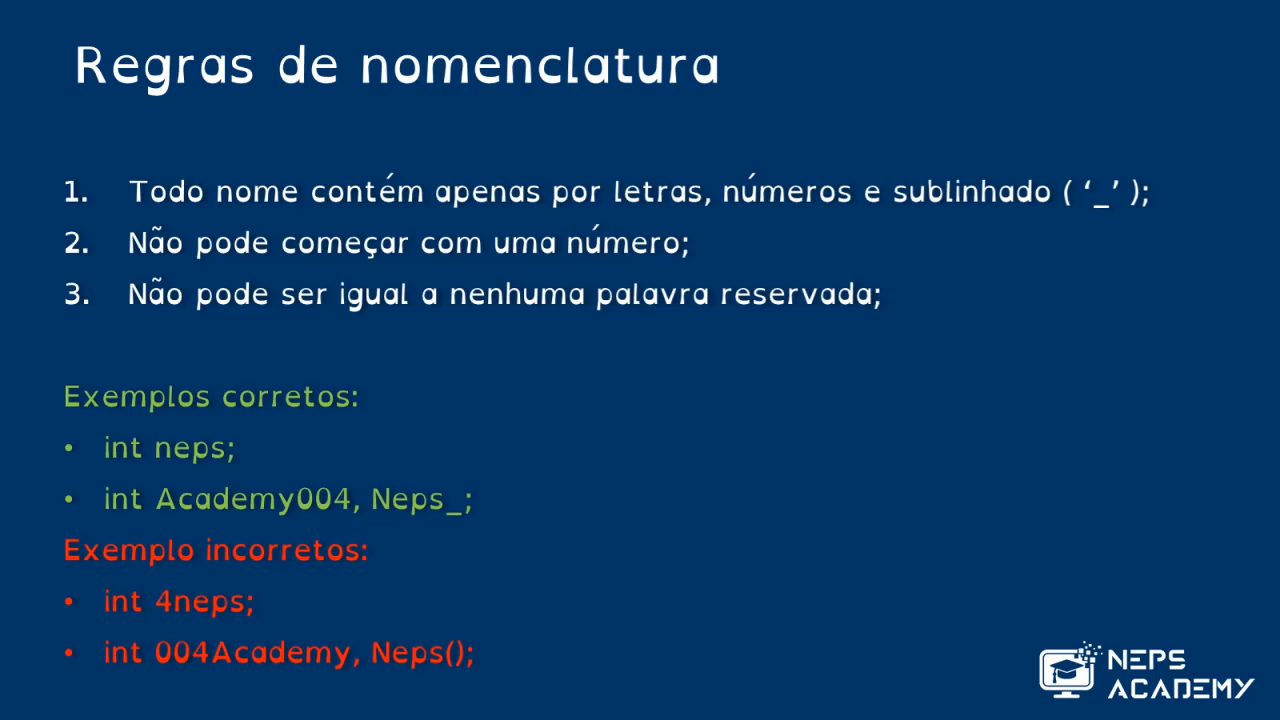 Regras de nomenclatura
1. Todo nome contém apenas por letras, números e sublinhado ( ‘_’ );
2. Não pode começar com uma número;
3. Não pode ser igual a nenhuma palavra reservada;
Exemplos corretos:
• int neps;
• int Academy004, Neps_;
Exemplo incorretos:
• int 4neps;
• int 004Academy, Neps();
NEPS
ACADEMY